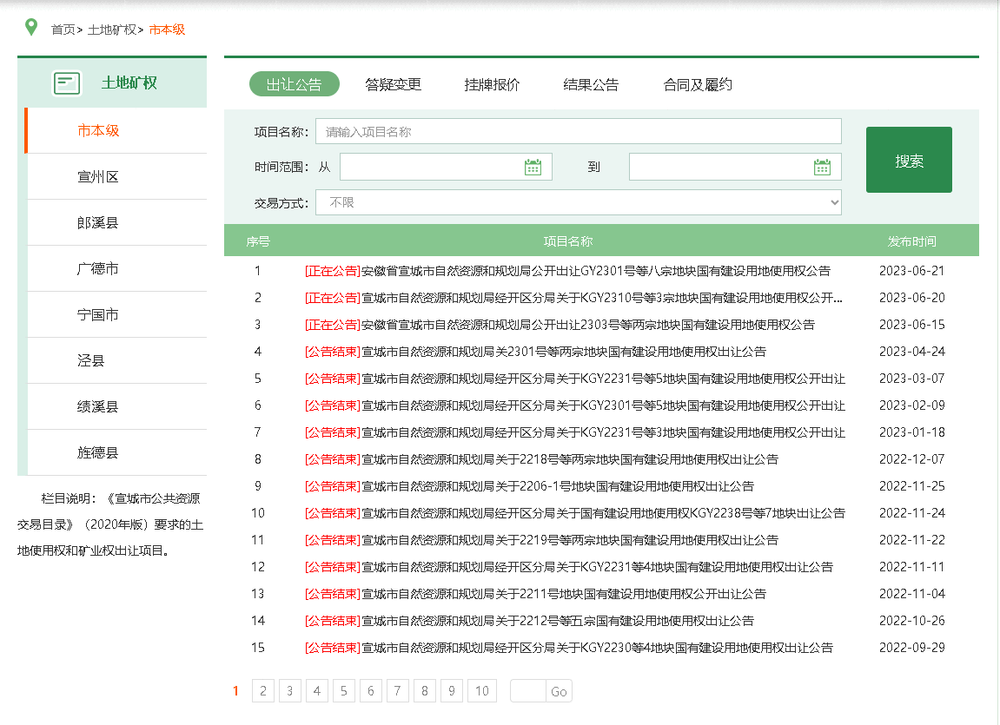 首页> 土地矿权> 市本级
土地矿权
市本级
宣州区
郎溪县
广德市
宁国市
泾县
绩溪县
旌德县
栏目说明：《宣城市公共资源
交易目录》（2020年版）要求的土
地使用权和矿业权出让项目。
出让公告 答疑变更 挂牌报价 结果公告 合同及履约
项目名称： 请输入项目名称
时间范围： 从 到
交易方式： 不限
搜索
序号 项目名称 发布时间
1 [正在公告]安徽省宣城市自然资源和规划局公开出让GY2301号等八宗地块国有建设用地使用权公告 2023-06-21
2 [正在公告]宣城市自然资源和规划局经开区分局关于KGY2310号等3宗地块国有建设用地使用权公开... 2023-06-20
3 [正在公告]安徽省宣城市自然资源和规划局公开出让2303号等两宗地块国有建设用地使用权公告 2023-06-15
4 [公告结束]宣城市自然资源和规划局关2301号等两宗地块国有建设用地使用权出让公告 2023-04-24
5 [公告结束]宣城市自然资源和规划局经开区分局关于KGY2231号等5地块国有建设用地使用权公开出让 2023-03-07
6 [公告结束]宣城市自然资源和规划局经开区分局关于KGY2301号等5地块国有建设用地使用权公开出让 2023-02-09
7 [公告结束]宣城市自然资源和规划局经开区分局关于KGY2231号等3地块国有建设用地使用权公开出让 2023-01-18
8 [公告结束]宣城市自然资源和规划局关于2218号等两宗地块国有建设用地使用权出让公告 2022-12-07
9 [公告结束]宣城市自然资源和规划局关于2206-1号地块国有建设用地使用权出让公告 2022-11-25
10 [公告结束]宣城市自然资源和规划局经开区分局关于国有建设用地使用权KGY2238号等7地块出让公告 2022-11-24
11 [公告结束]宣城市自然资源和规划局关于2219号等两宗地块国有建设用地使用权出让公告 2022-11-22
12 [公告结束]宣城市自然资源和规划局经开区分局关于KGY2231等4地块国有建设用地使用权出让公告 2022-11-11
13 [公告结束]宣城市自然资源和规划局关于2211号地块国有建设用地使用权公开出让公告 2022-11-04
14 [公告结束]宣城市自然资源和规划局关于2212号等五宗国有建设用地使用权出让公告 2022-10-26
15 [公告结束]宣城市自然资源和规划局经开区分局关于KGY2230等4地块国有建设用地使用权出让公告 2022-09-29
1 2 3 4 5 6 7 8 9 10 Go